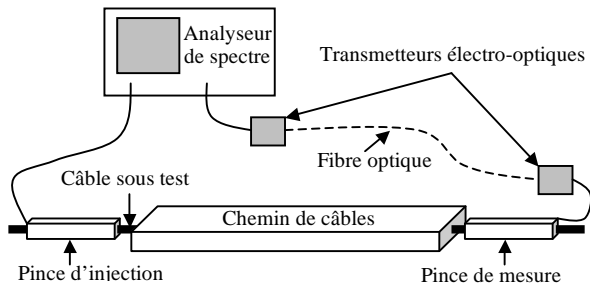 Analyseur
de spectre
Transmetteurs électro-optiques
Fibre optique
Câble sous test
Chemin de câbles
Pince d'injection
Pince de mesure